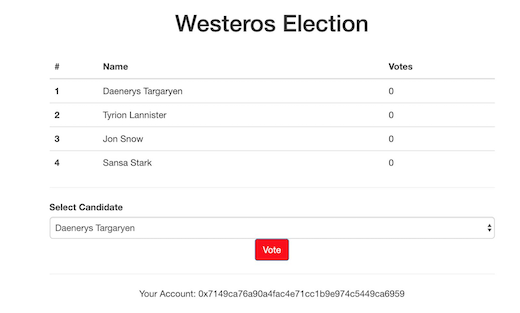 Westeros Election
# Name Votes
1 Daenerys Targaryen 0
2 Tyrion Lannister 0
3 Jon Snow 0
4 Sansa Stark 0
Select Candidate
Daenerys Targaryen
Vote
Your Account: 0x7149ca76a90a4fac4e71cc1b9e974c5449ca6959